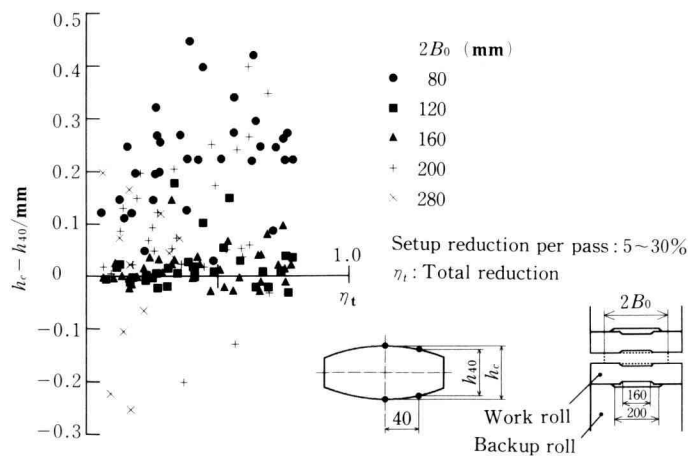 0.5
0.4
0.3
0.2
0.1
0
−0.1
−0.2
−0.3
h_c − h_40/mm
1.0
η_t
2B_0 (mm)
● 80
■ 120
▲ 160
+ 200
× 280
Setup reduction per pass : 5~30%
η_t : Total reduction
h_40
h_c
40
2B_0
160
200
Work roll
Backup roll